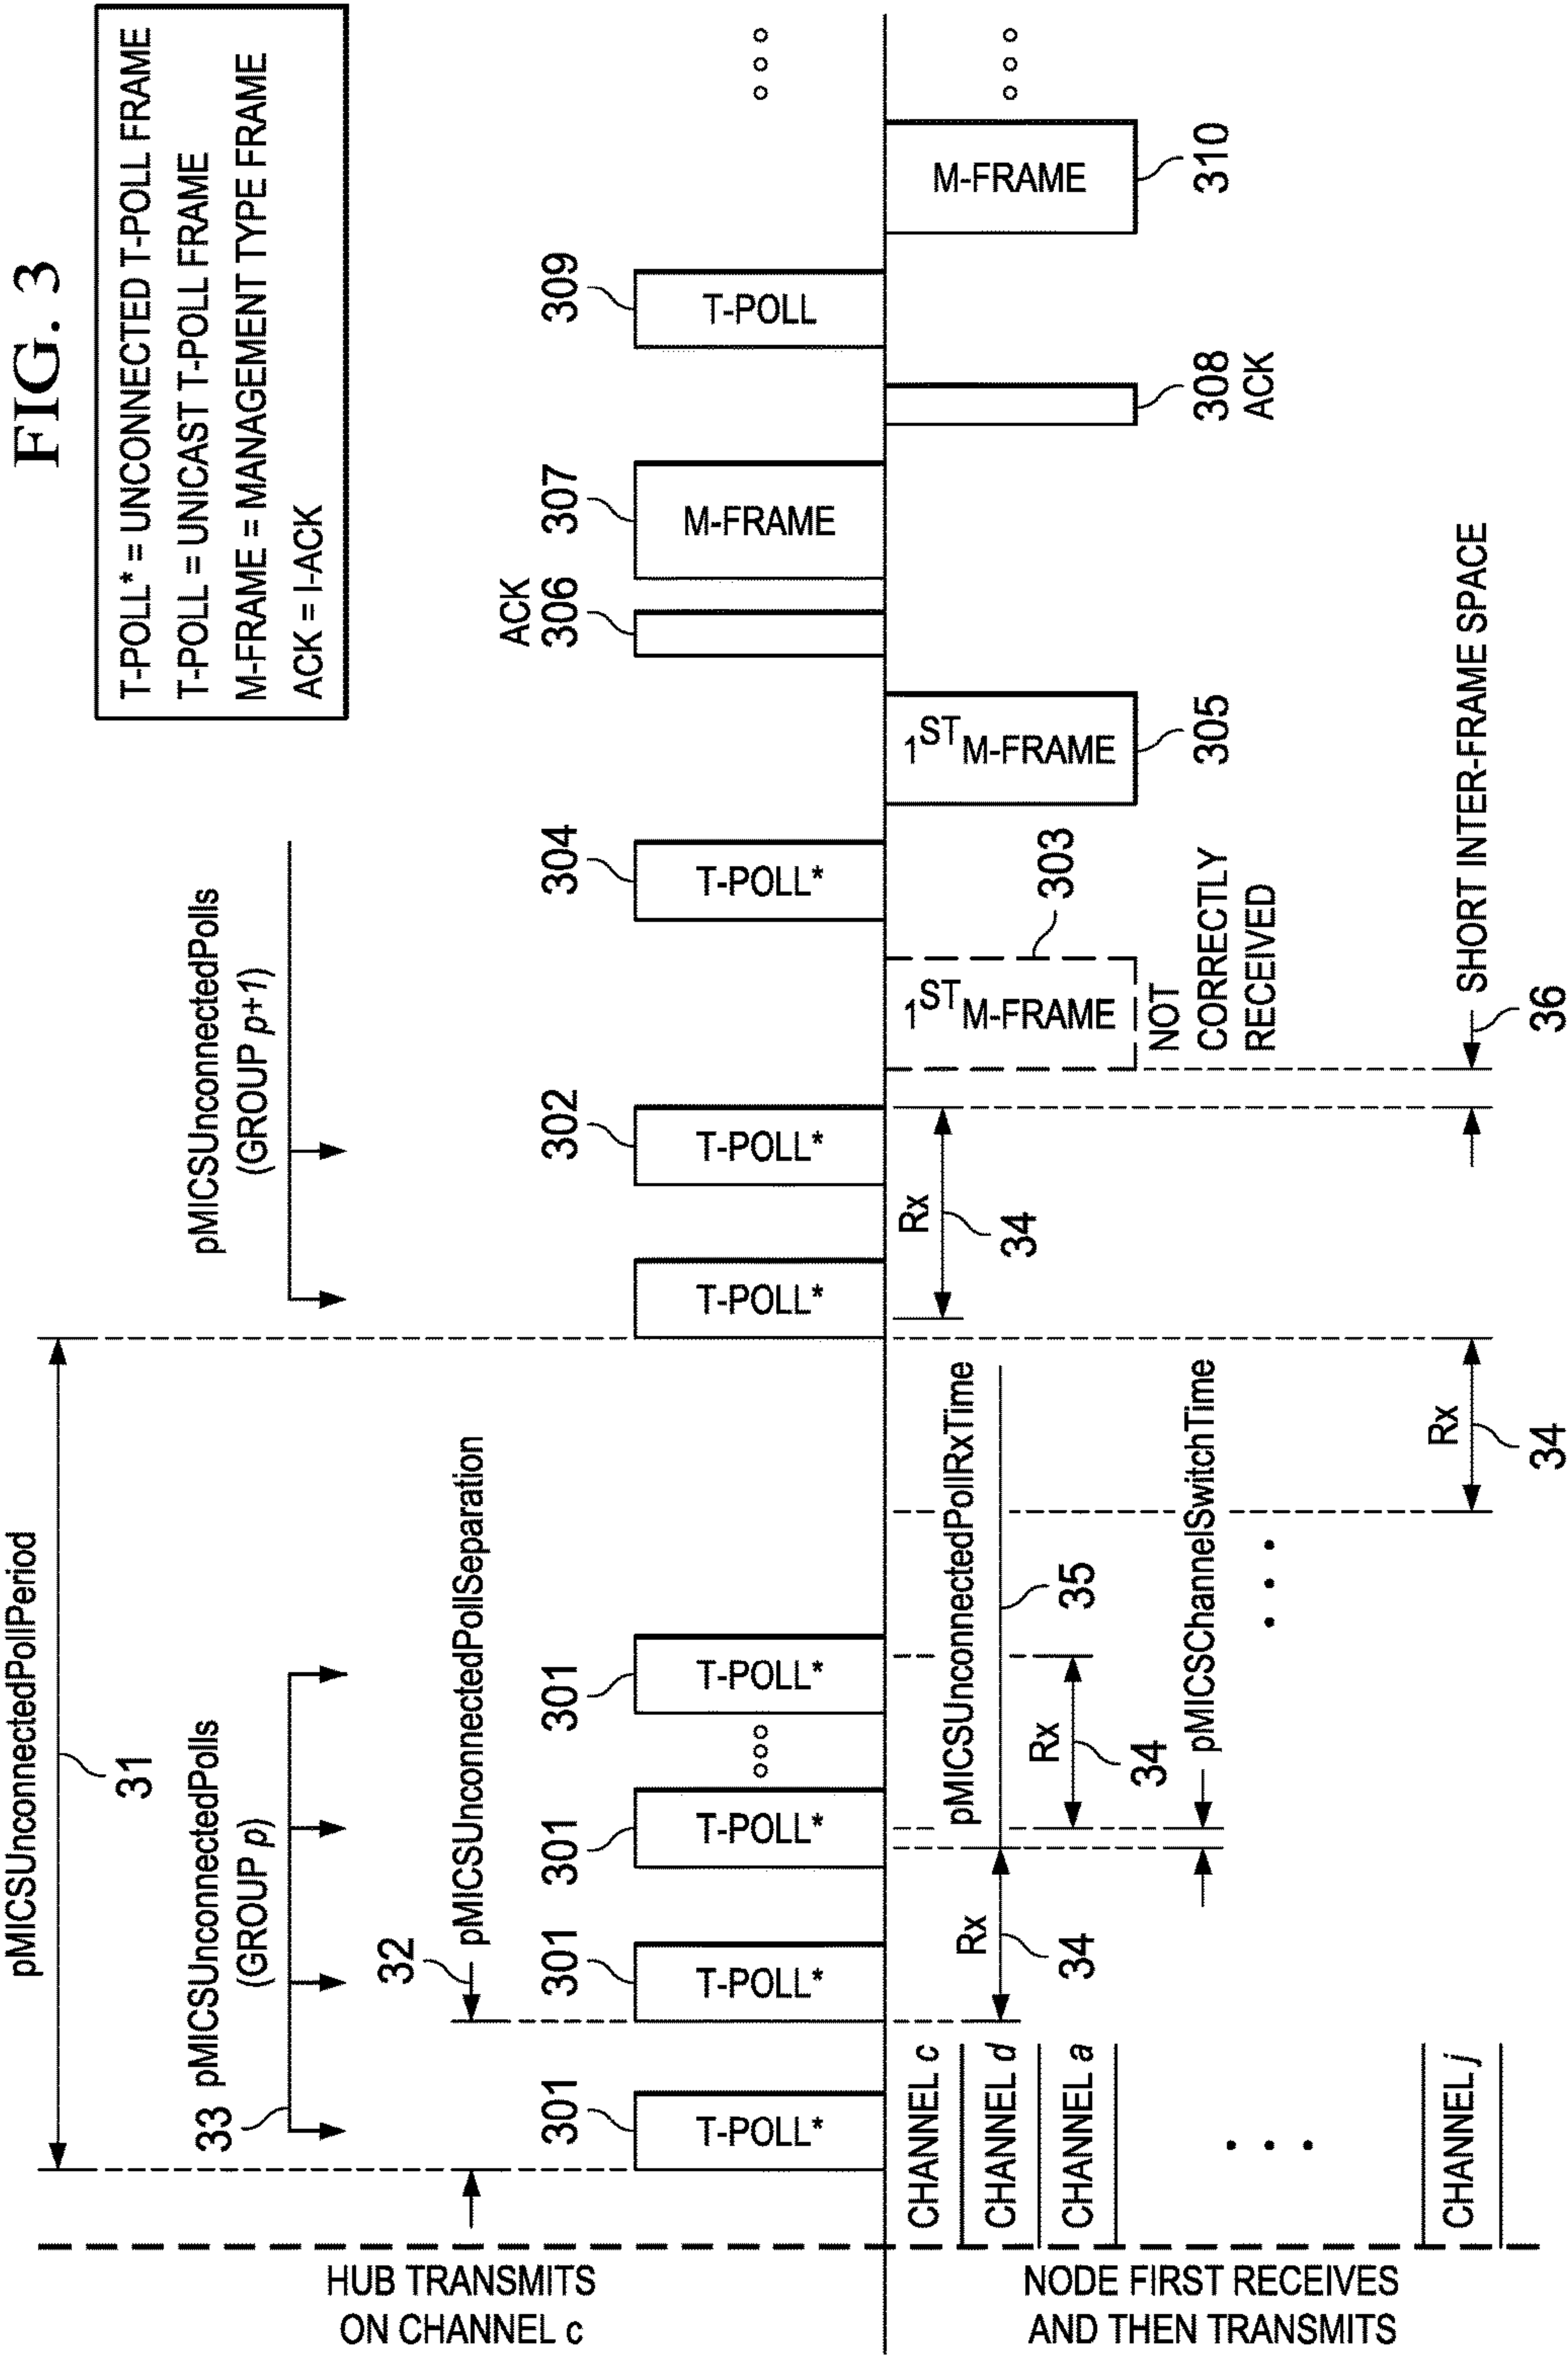 FIG. 3
T-POLL* = UNCONNECTED T-POLL FRAME
T-POLL = UNICAST T-POLL FRAME
M-FRAME = MANAGEMENT TYPE FRAME
ACK = I-ACK
pMICSUnconnectedPollPeriod
31
33
pMICSUnconnectedPolls
(GROUP p)
pMICSUnconnectedPolls
(GROUP p+1)
32
pMICSUnconnectedPollSeparation
HUB TRANSMITS
ON CHANNEL c
301
T-POLL*
301
T-POLL*
301
T-POLL*
301
T-POLL*
T-POLL*
302
T-POLL*
304
T-POLL*
ACK
306
307
M-FRAME
309
T-POLL
NODE FIRST RECEIVES
AND THEN TRANSMITS
CHANNEL c
CHANNEL d
CHANNEL a
CHANNEL j
Rx
34
pMICSUnconnectedPollRxTime
35
Rx
34
pMICSChannelSwitchTime
Rx
34
Rx
34
1ST M-FRAME
303
NOT
CORRECTLY
RECEIVED
1ST M-FRAME
305
308
ACK
M-FRAME
310
SHORT INTER-FRAME SPACE
36